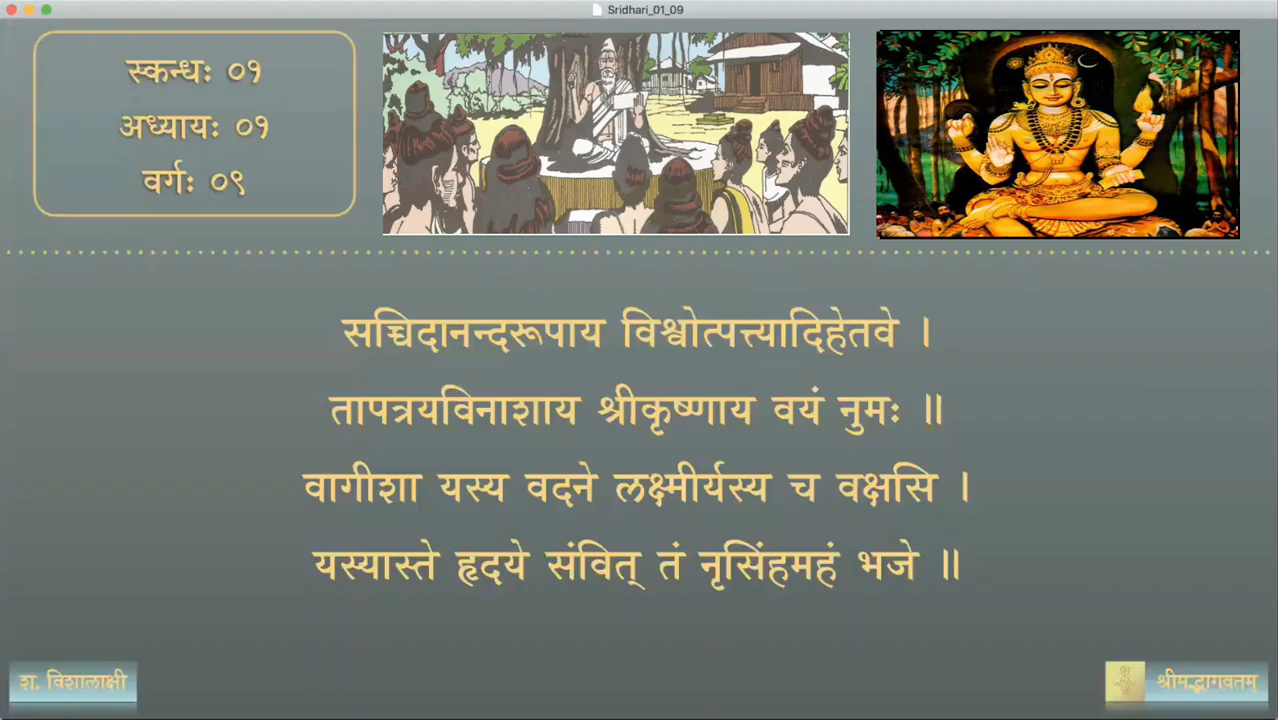 Sridhari_01_09
स्कन्धः ०१
अध्यायः ०१
वर्गः ०९
सच्चिदानन्दरूपाय विश्वोत्पत्त्यादिहेतवे ।
तापत्रयविनाशाय श्रीकृष्णाय वयं नुमः ॥
वागीशा यस्य वदने लक्ष्मीर्यस्य च वक्षसि ।
यस्यास्ते हृदये संवित् तं नृसिंहमहं भजे ॥
श. विशालाक्षी
श्रीमद्भागवतम्